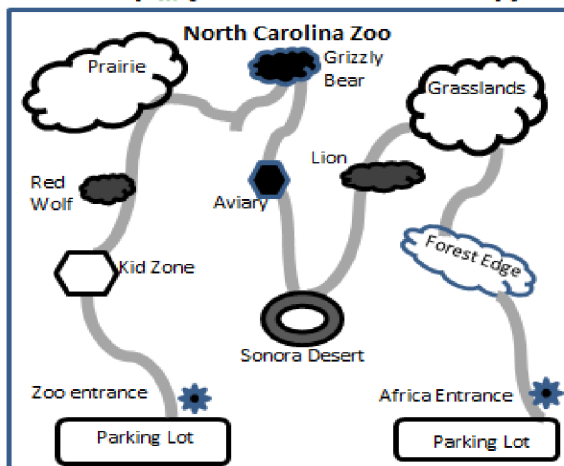 North Carolina Zoo
Prairie
Grizzly
Bear
Grasslands
Lion
Red
Wolf
Aviary
Kid Zone
Forest Edge
Sonora Desert
Zoo entrance
Africa Entrance
Parking Lot
Parking Lot